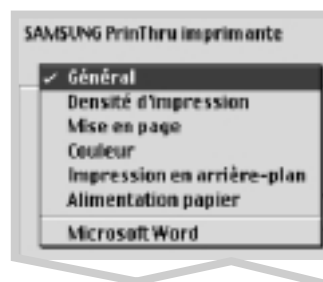 SAMSUNG PrinThru imprimante
✓ Général
Densité d'impression
Mise en page
Couleur
Impression en arrière-plan
Alimentation papier
Microsoft Word